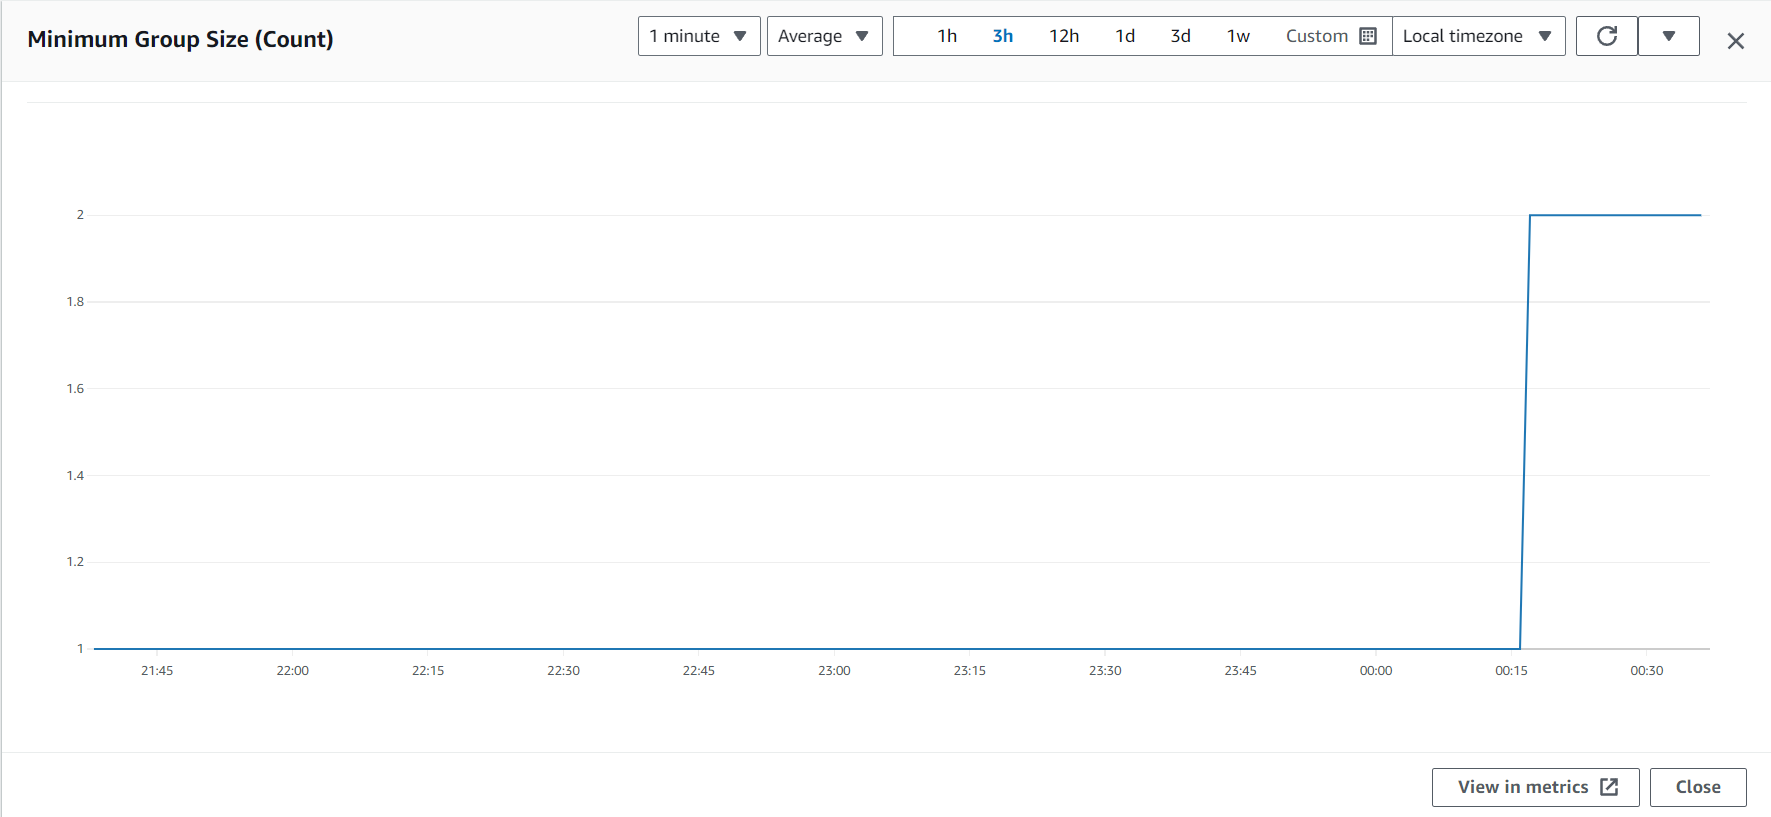 Minimum Group Size (Count)
1 minute
Average
1h 3h 12h 1d 3d 1w Custom
Local timezone
2
1.8
1.6
1.4
1.2
1
21:45 22:00 22:15 22:30 22:45 23:00 23:15 23:30 23:45 00:00 00:15 00:30
View in metrics
Close